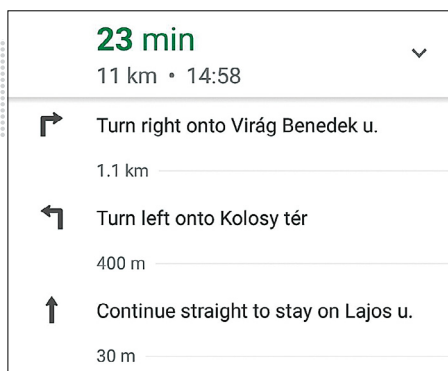 23 min
11 km • 14:58
Turn right onto Virág Benedek u.
1.1 km
Turn left onto Kolosy tér
400 m
Continue straight to stay on Lajos u.
30 m